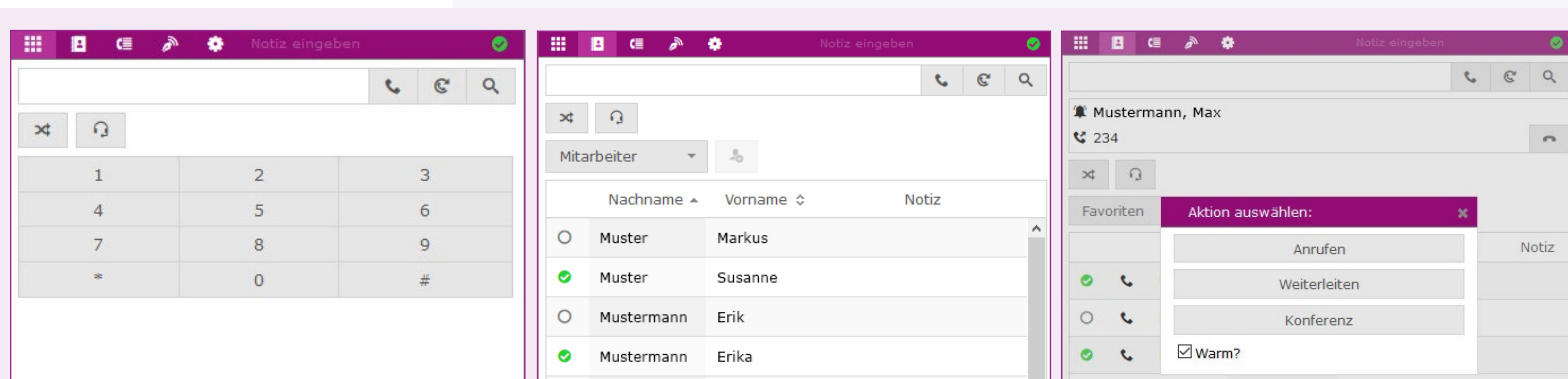 Notiz eingeben
1 2 3
4 5 6
7 8 9
* 0 #
Notiz eingeben
Mitarbeiter
Nachname Vorname Notiz
Muster Markus
Muster Susanne
Mustermann Erik
Mustermann Erika
Notiz eingeben
Mustermann, Max
234
Favoriten
Aktion auswählen:
Notiz
Anrufen
Weiterleiten
Konferenz
Warm?